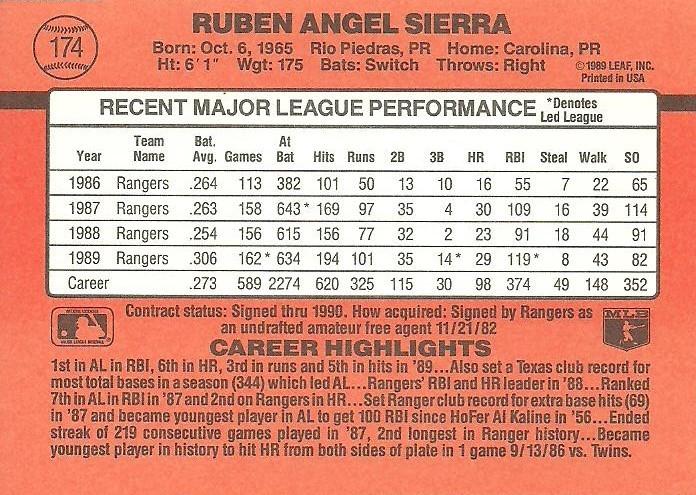 174
RUBEN ANGEL SIERRA
Born: Oct. 6, 1965 Rio Piedras, PR Home: Carolina, PR
Ht: 6'1" Wgt: 175 Bats: Switch Throws: Right
©1989 LEAF, INC.
Printed in USA
RECENT MAJOR LEAGUE PERFORMANCE *Denotes Led League
Year Team Name Bat. Avg. Games At Bat Hits Runs 2B 3B HR RBI Steal Walk SO
1986 Rangers .264 113 382 101 50 13 10 16 55 7 22 65
1987 Rangers .263 158 643* 169 97 35 4 30 109 16 39 114
1988 Rangers .254 156 615 156 77 32 2 23 91 18 44 91
1989 Rangers .306 162* 634 194 101 35 14* 29 119* 8 43 82
Career .273 589 2274 620 325 115 30 98 374 49 148 352
Contract status: Signed thru 1990. How acquired: Signed by Rangers as
an undrafted amateur free agent 11/21/82
MLB
CAREER HIGHLIGHTS
1st in AL in RBI, 6th in HR, 3rd in runs and 5th in hits in '89...Also set a Texas club record for
most total bases in a season (344) which led AL...Rangers' RBI and HR leader in '88...Ranked
7th in AL in RBI in '87 and 2nd on Rangers in HR...Set Ranger club record for extra base hits (69)
in '87 and became youngest player in AL to get 100 RBI since HoFer Al Kaline in '56...Ended
streak of 219 consecutive games played in '87, 2nd longest in Ranger history...Became
youngest player in history to hit HR from both sides of plate in 1 game 9/13/86 vs. Twins.